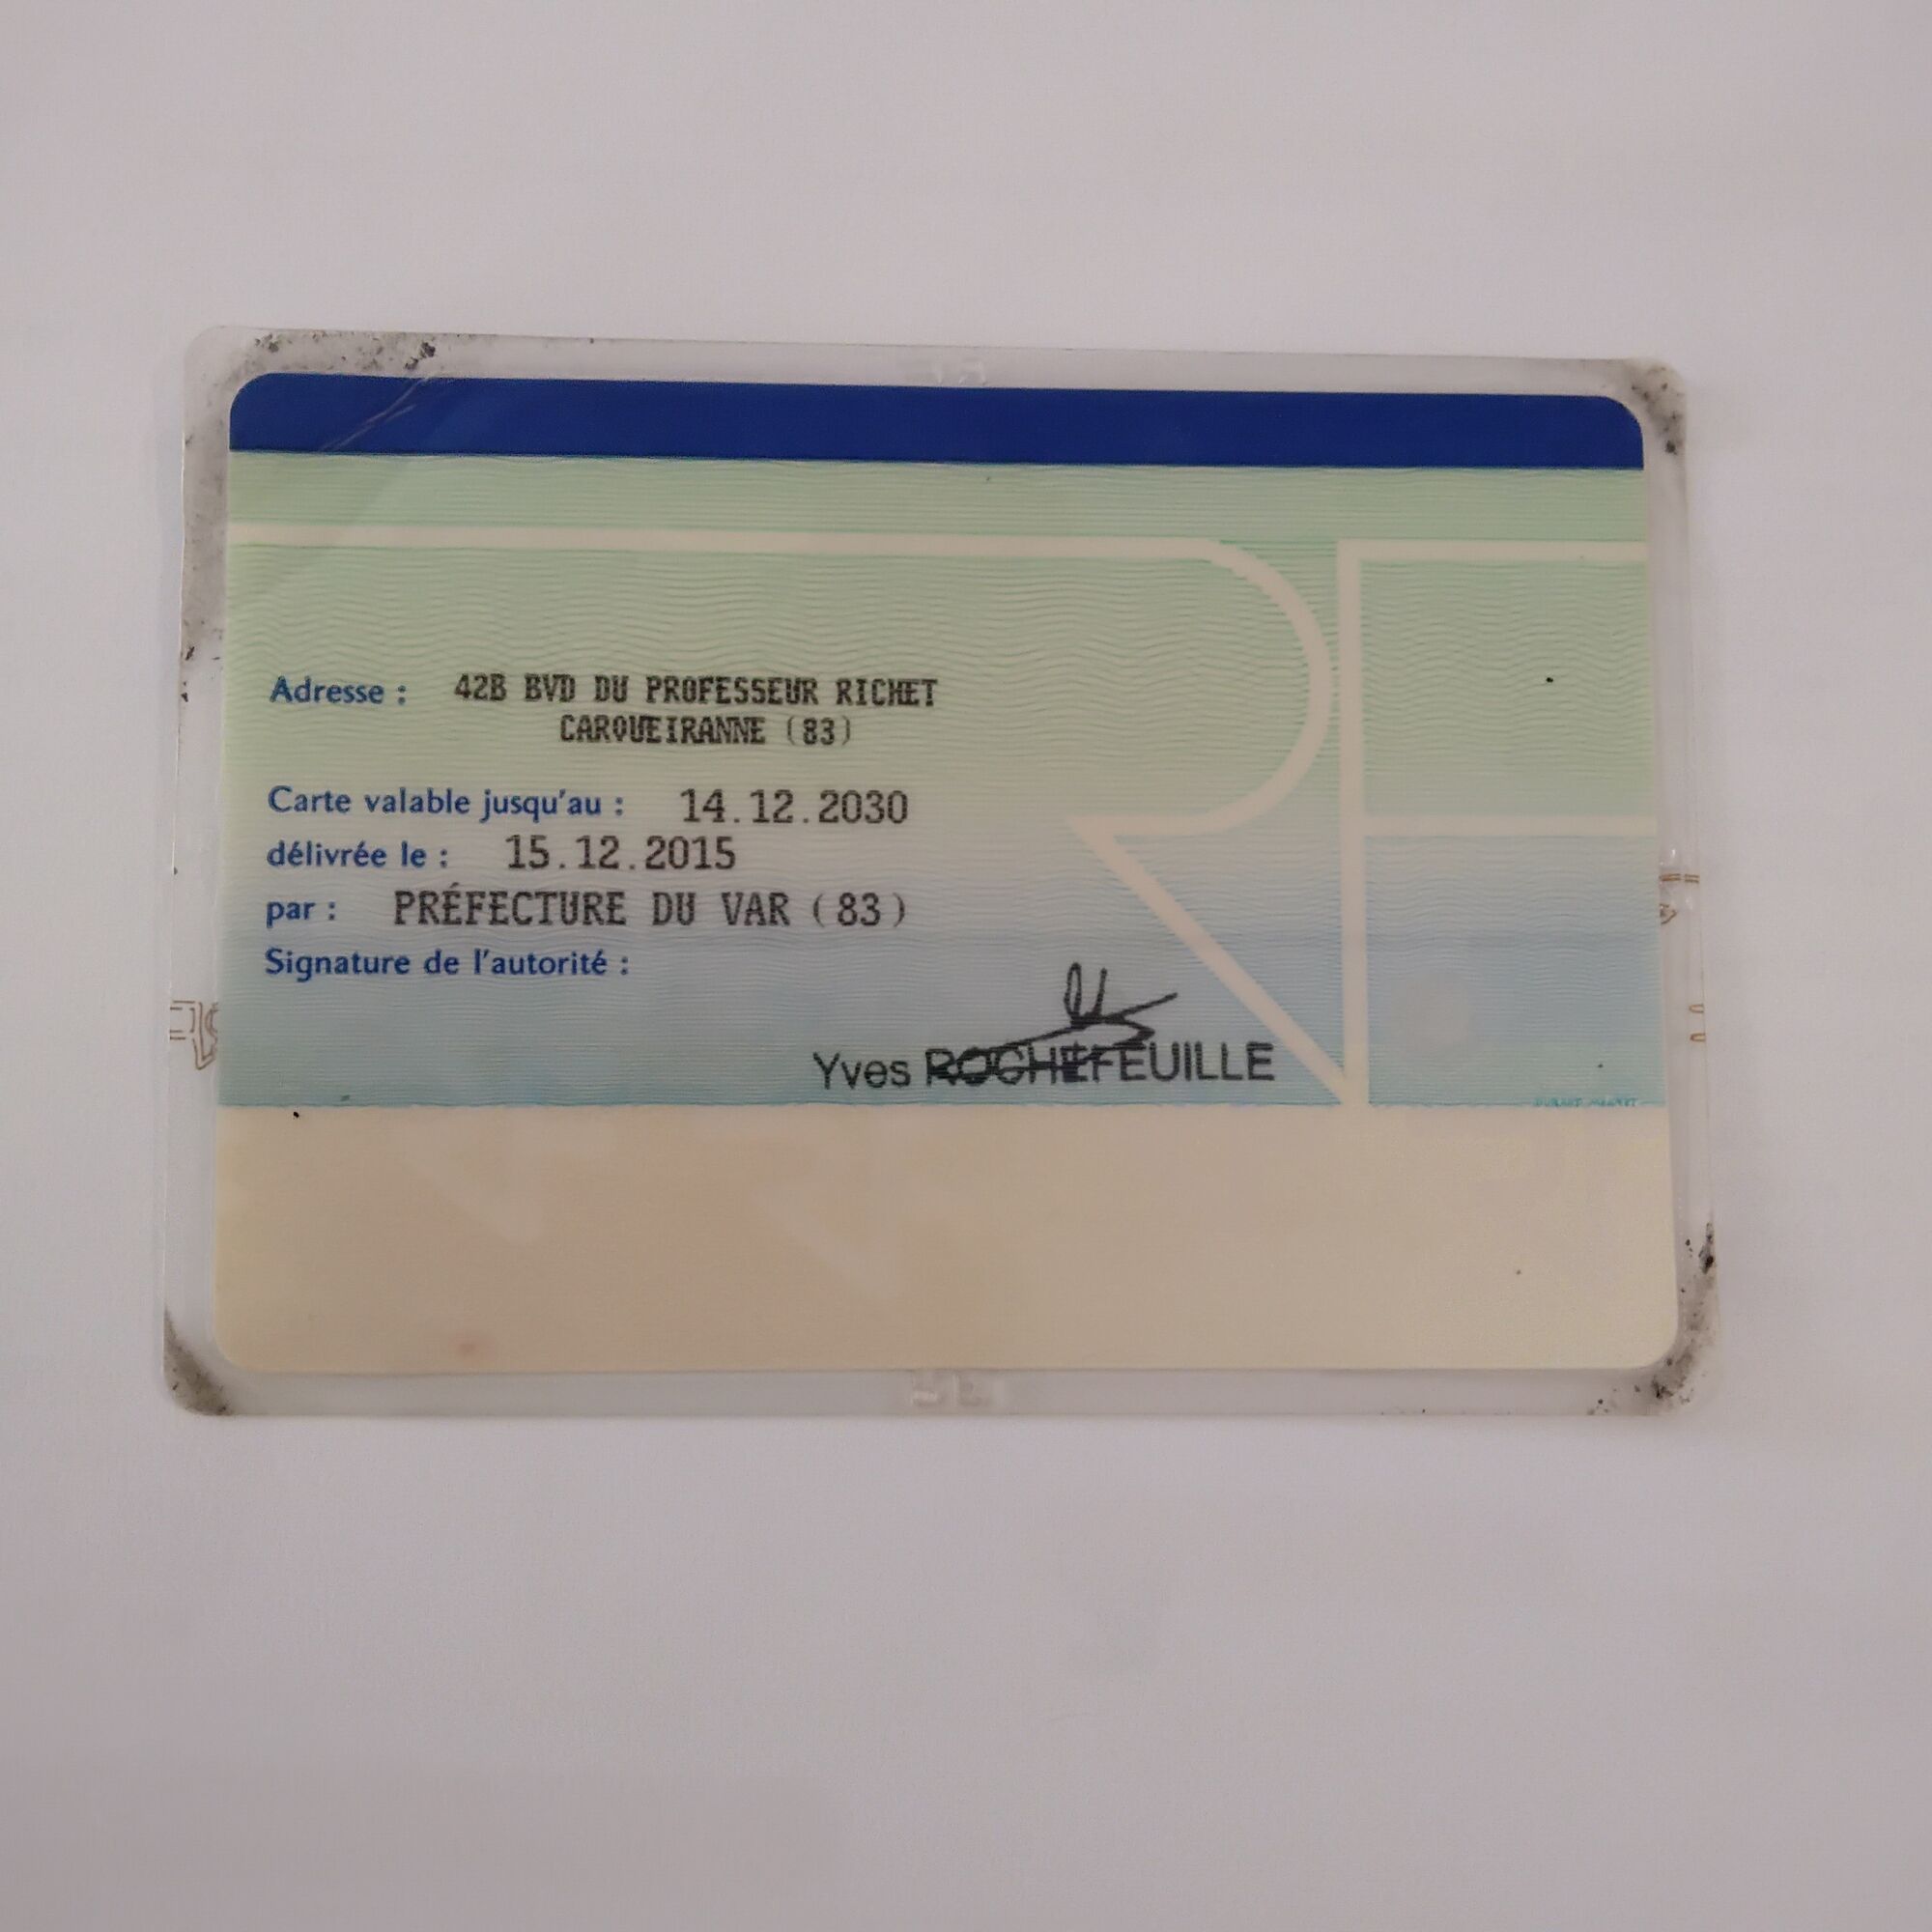 Adresse : 42B BVD DU PROFESSEUR RICHET
CARQUEIRANNE (83)
Carte valable jusqu'au : 14.12.2030
délivrée le : 15.12.2015
par : PRÉFECTURE DU VAR (83)
Signature de l'autorité :
Yves ROCHEFEUILLE
RF